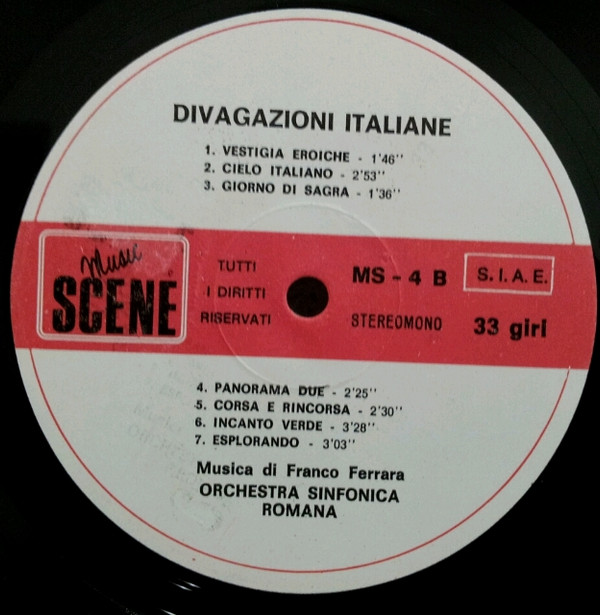 DIVAGAZIONI ITALIANE
1. VESTIGIA EROICHE - 1'46''
2. CIELO ITALIANO - 2'53''
3. GIORNO DI SAGRA - 1'36''
Music
SCENE
TUTTI
I DIRITTI
RISERVATI
MS - 4 B
S.I.A.E.
STEREOMONO
33 giri
4. PANORAMA DUE - 2'25''
5. CORSA E RINCORSA - 2'30''
6. INCANTO VERDE - 3'28''
7. ESPLORANDO - 3'03''
Musica di Franco Ferrara
ORCHESTRA SINFONICA
ROMANA